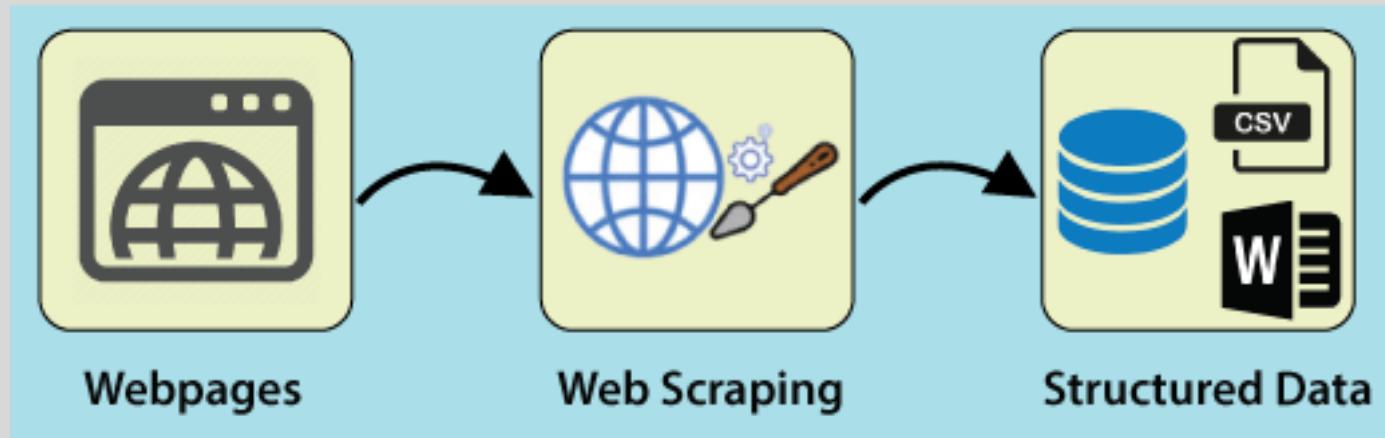 CSV
W
Webpages
Web Scraping
Structured Data